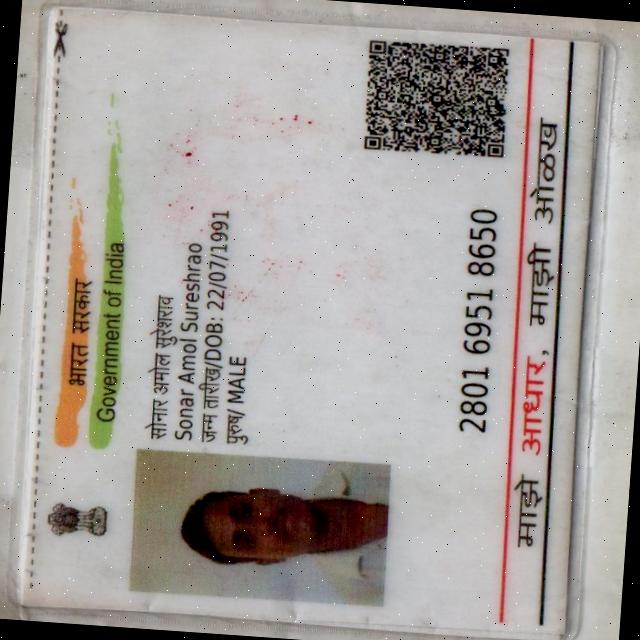 भारत सरकार
Government of India
सोनार अमोल सुरेशराव
Sonar Amol Sureshrao
जन्म तारीख/DOB: 22/07/1991
पुरुष/ MALE
2801 6951 8650
माझे आधार, माझी ओळख